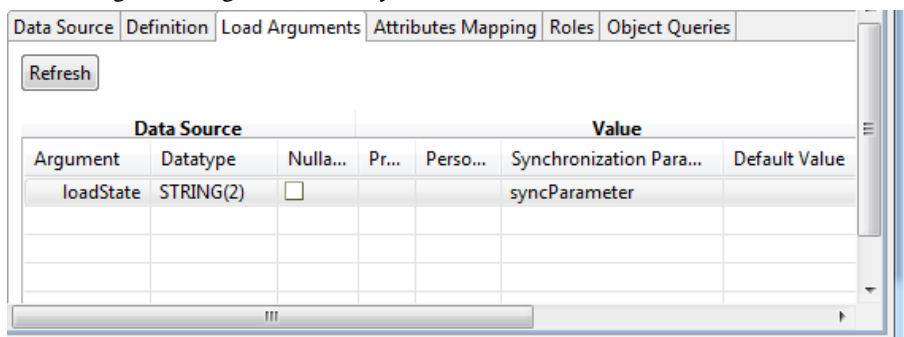 Data Source Definition Load Arguments Attributes Mapping Roles Object Queries
Refresh
Data Source Value
Argument Datatype Nulla... Pr... Perso... Synchronization Para... Default Value
loadState STRING(2) syncParameter